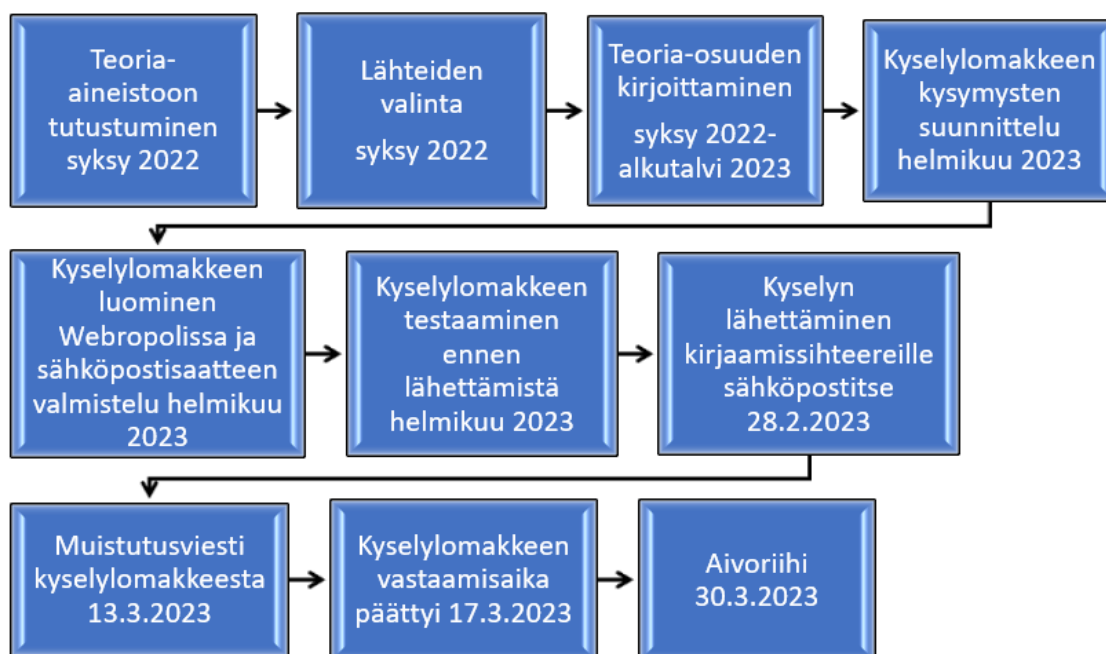 Teoria-
aineistoon
tutustuminen
syksy 2022
Lähteiden
valinta
syksy 2022
Teoria-osuuden
kirjoittaminen
syksy 2022-
alkutalvi 2023
Kyselylomakkeen
kysymysten
suunnittelu
helmikuu 2023
Kyselylomakkeen
luominen
Webropolissa ja
sähköpostisaatteen
valmistelu helmikuu
2023
Kyselylomakkeen
testaaminen
ennen
lähettämistä
helmikuu 2023
Kyselyn
lähettäminen
kirjaamissihteereille
sähköpostitse
28.2.2023
Muistutusviesti
kyselylomakkeesta
13.3.2023
Kyselylomakkeen
vastaamisaika
päättyi 17.3.2023
Aivoriihi
30.3.2023